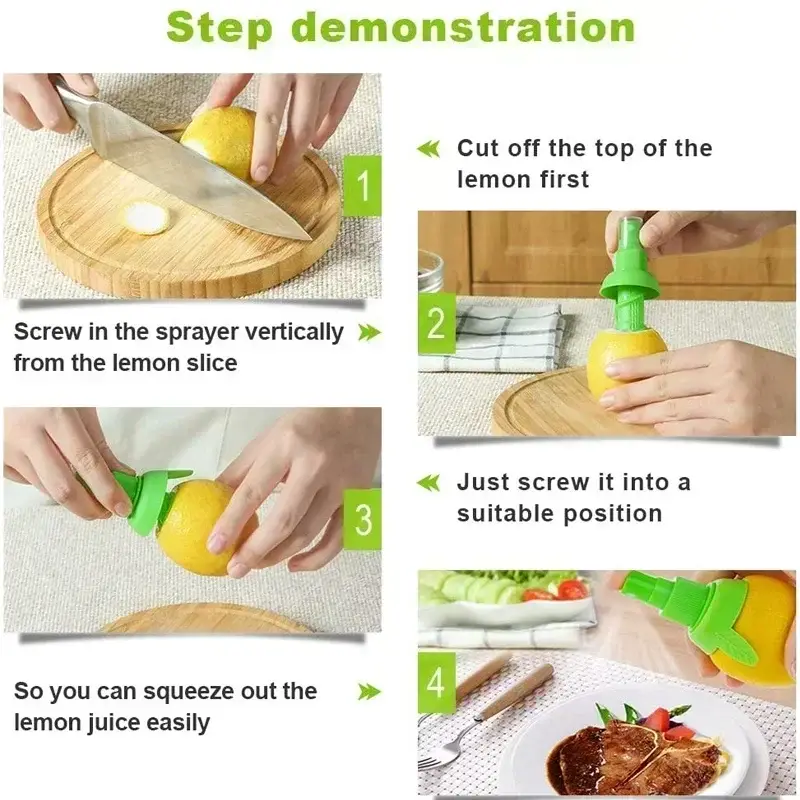 Step demonstration
1
Cut off the top of the
lemon first
2
Screw in the sprayer vertically
from the lemon slice
3
Just screw it into a
suitable position
4
So you can squeeze out the
lemon juice easily